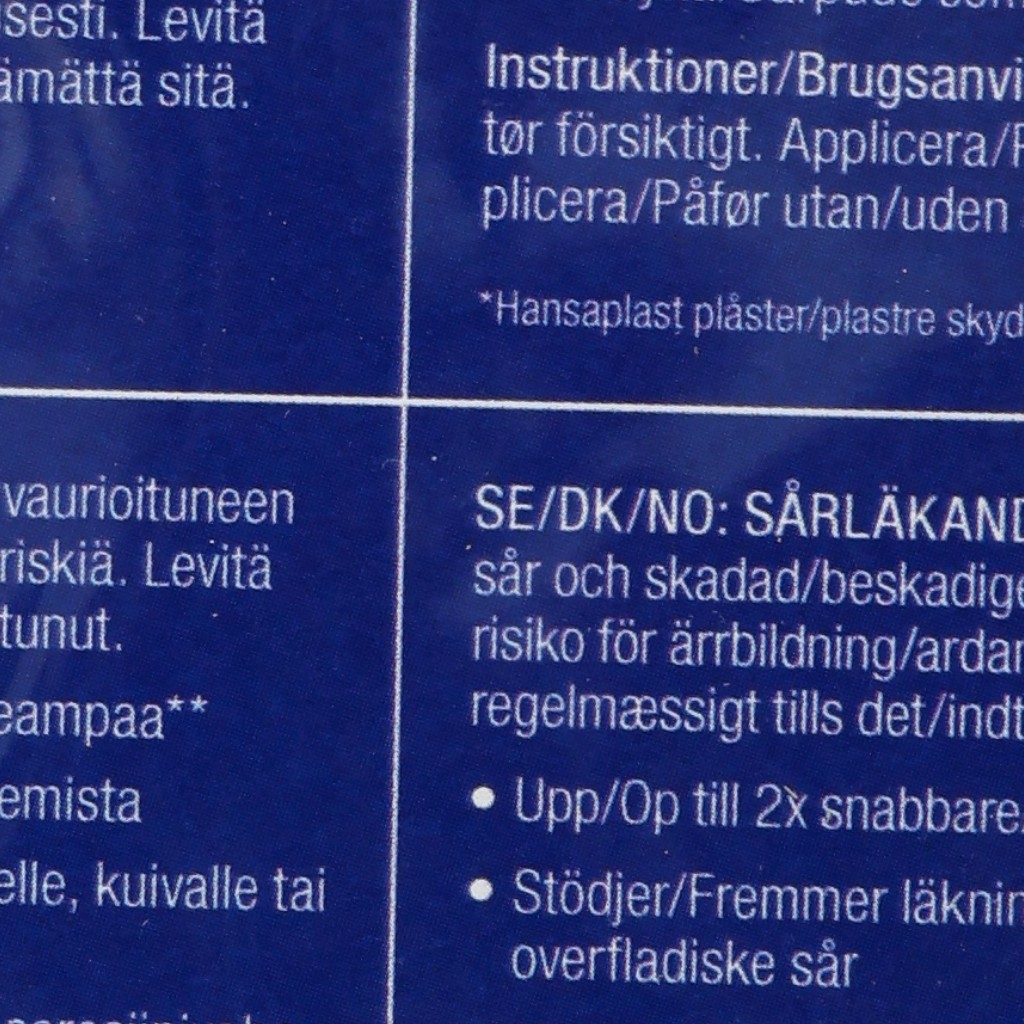 sesti. Levitä
ämättä sitä.
Instruktioner/Brugsanvi
tør försiktigt. Applicera/
plicera/Påfør utan/uden
*Hansaplast plåster/plastre skyd
vaurioituneen
riskiä. Levitä
tunut.
eampaa**
emista
elle, kuivalle tai
SE/DK/NO: SÅRLÄKAND
sår och skadad/beskadige
risiko för ärrbildning/ardan
regelmæssigt tills det/indt
• Upp/Op till 2x snabbare
• Stödjer/Fremmer läknin
overfladiske sår